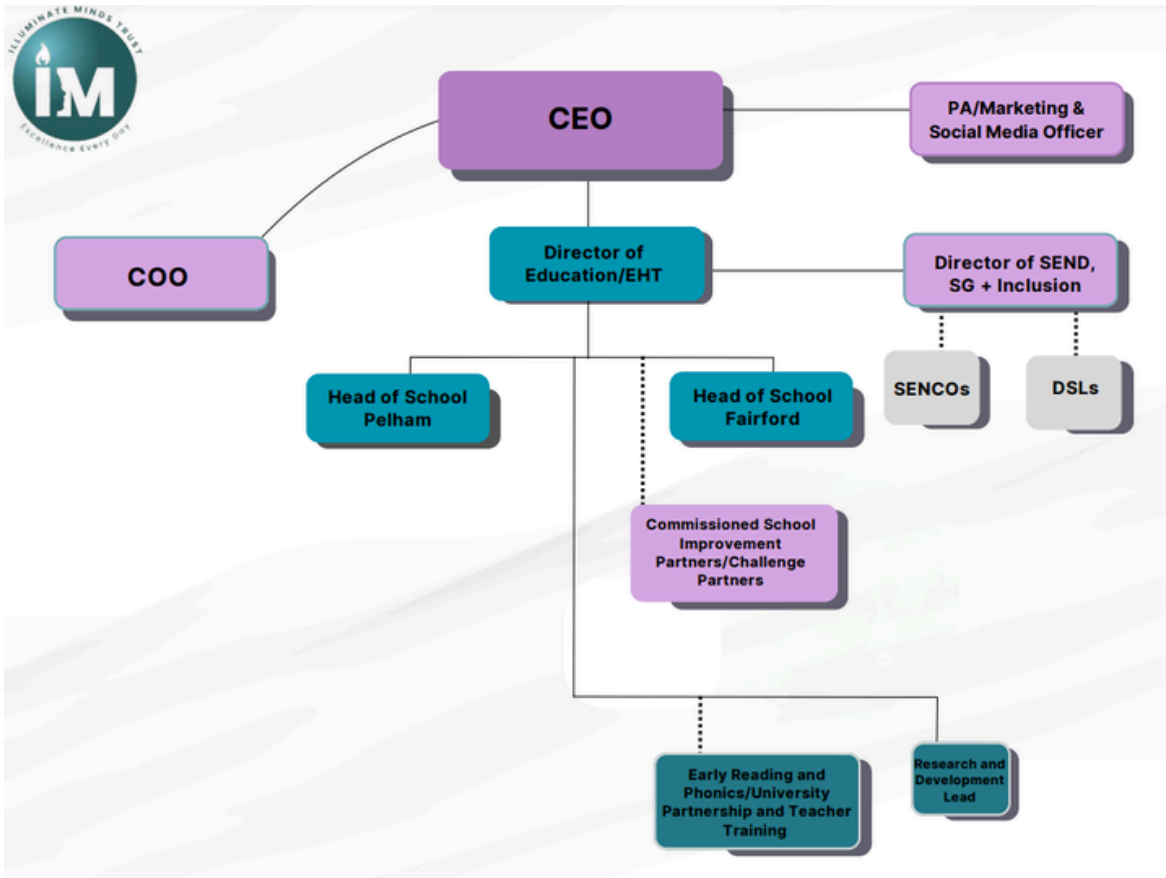 ILLUMINATE MINDS TRUST
IM
Excellence Every Day
CEO
PA/Marketing &
Social Media Officer
COO
Director of
Education/EHT
Director of SEND,
SG + Inclusion
Head of School
Pelham
Head of School
Fairford
SENCOs
DSLs
Commissioned School
Improvement
Partners/Challenge
Partners
Early Reading and
Phonics/University
Partnership and Teacher
Training
Research and
Development
Lead